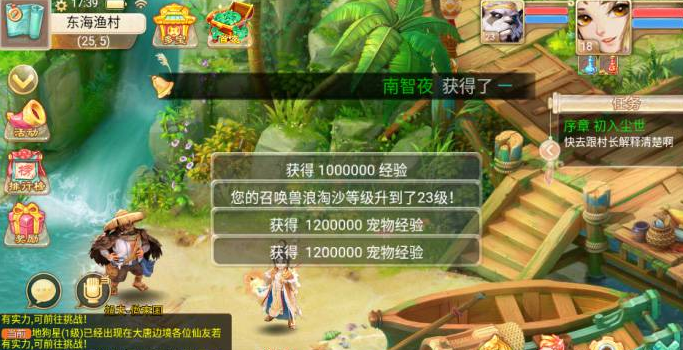 17:39
东海渔村
(25, 5)
18
南智夜 获得了 一
任务
序章 初入尘世
快去跟村长解释清楚啊
活动
排行榜
奖励
获得 1000000 经验
您的召唤兽浪淘沙等级升到了23级！
获得 1200000 宠物经验
获得 1200000 宠物经验
有实力,可前往挑战！
当前 地狗星(1级)已经出现在大唐边境各位仙友若
有实力,可前往挑战！